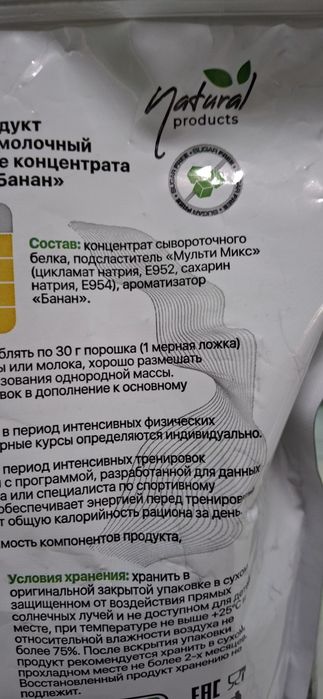 natural
products
SUGAR FREE
дукт
молочный
е концентрата
Банан»
Состав: концентрат сывороточного
белка, подсластитель «Мульти Микс»
(цикламат натрия, Е952, сахарин
натрия, Е954), ароматизатор
«Банан».
блять по 30 г порошка (1 мерная ложка)
ы или молока, хорошо размешать
зования однородной массы.
вок в дополнение к основному
в период интенсивных физических
рные курсы определяются индивидуально.
период интенсивных тренировок
с программой, разработанной для данных
а или специалиста по спортивному
обеспечивает энергией перед трениров
т общую калорийность рациона за день
мость компонентов продукта,
Условия хранения: хранить в
оригинальной закрытой упаковке в сухом
защищенном от воздействия прямых
солнечных лучей и не доступном для
месте, при температуре не выше +25°С
относительной влажности воздуха не
более 75%. После вскрытия упаковки
продукт рекомендуется хранить в сухом
прохладном месте не более 2-х месяцев
Восстановленный продукт хранению не
подлежит.
EAC